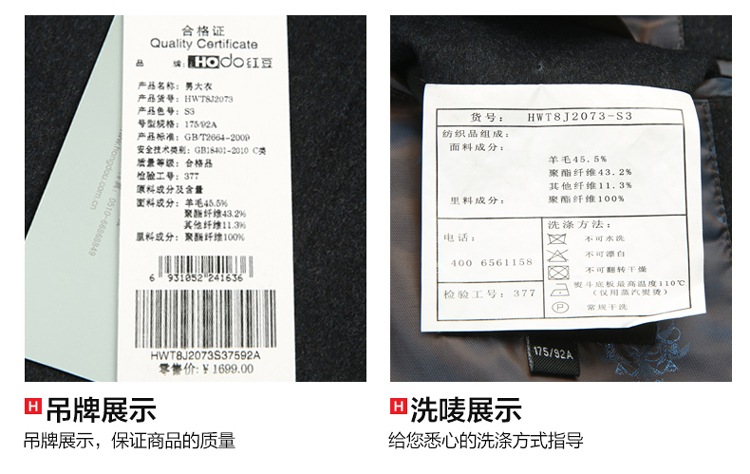 合格证
Quality Certificate
品 编: HOdo红豆
产品名称: 男大衣
产品货号: HWT8J2073
产品色号: S3
号型规格: 175/92A
产品标准: GB/T2664-2009
安全技术类别: GB18401-2010 C类
质量等级: 合格品
检验工号: 377
原料成分及含量
面料成分: 羊毛45.5%
聚酯纤维43.2%
其他纤维11.3%
里料成分: 聚酯纤维100%
6 931052 241636
HWT8J2073S37592A
零售价: ¥1699.00
www.hongdou.com.cn
0510-66868949
货号: HWT8J2073-S3
纺织品组成:
面料成分:
羊毛45.5%
聚酯纤维43.2%
其他纤维11.3%
里料成分: 聚酯纤维100%
洗涤方法:
不可水洗
不可漂白
不可翻转干燥
熨斗底板最高温度110℃
(仅用蒸汽熨烫)
常规干洗
P
电话:
400 6561158
检验工号: 377
175/92A
H 吊牌展示
吊牌展示，保证商品的质量
H 洗唛展示
给您悉心的洗涤方式指导